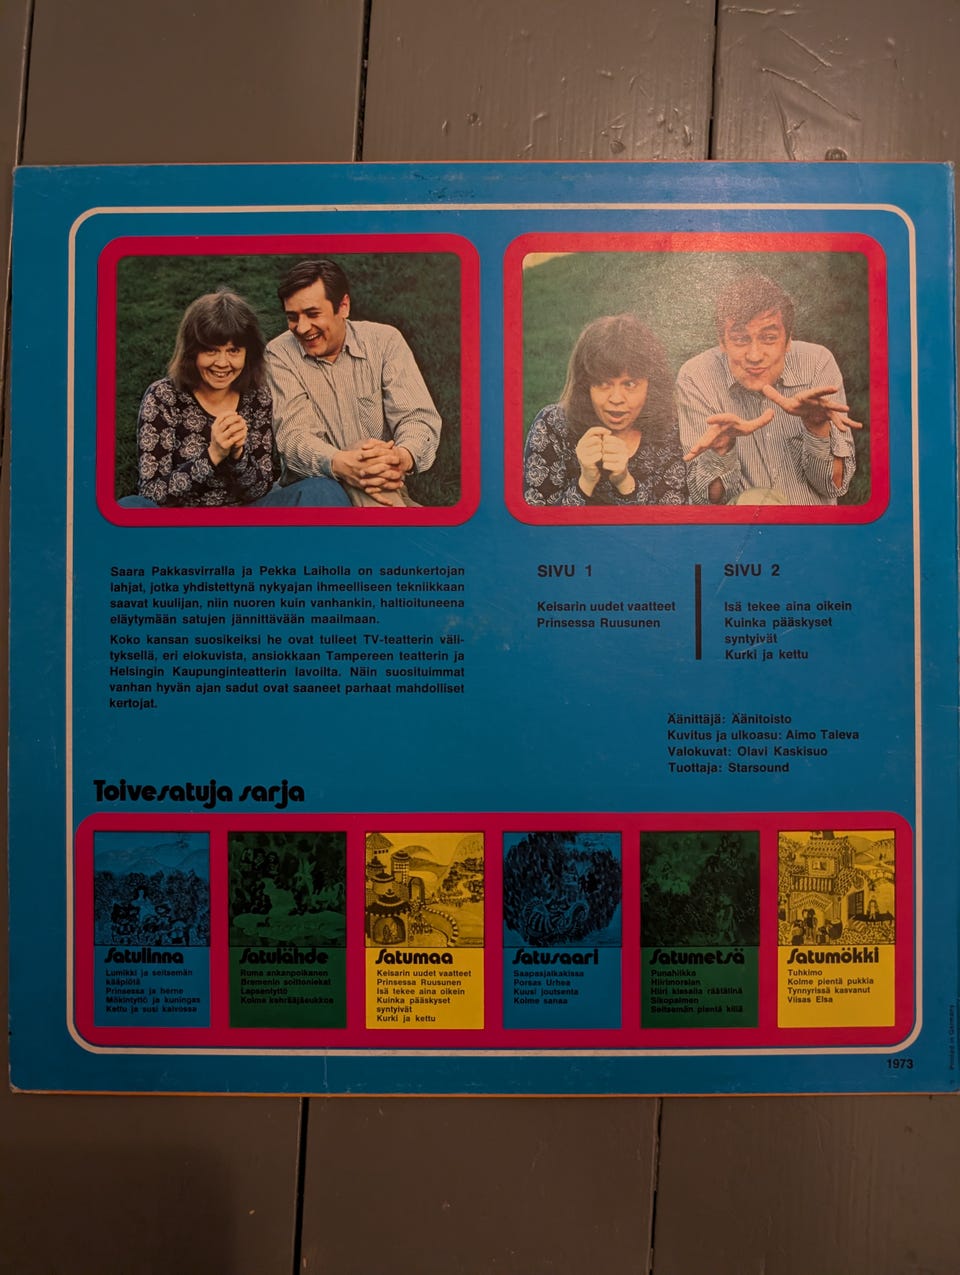 Saara Pakkasvirralla ja Pekka Laiholla on sadunkertojan
lahjat, jotka yhdistettynä nykyajan ihmeelliseen tekniikkaan
saavat kuulijan, niin nuoren kuin vanhankin, haltioituneena
eläytymään satujen jännittävään maailmaan.
Koko kansan suosikeiksi he ovat tulleet TV-teatterin väli-
tyksellä, eri elokuvista, ansiokkaan Tampereen teatterin ja
Helsingin Kaupunginteatterin lavoilta. Näin suosituimmat
vanhan hyvän ajan sadut ovat saaneet parhaat mahdolliset
kertojat.
SIVU 1
Keisarin uudet vaatteet
Prinsessa Ruusunen
SIVU 2
Isä tekee aina oikein
Kuinka pääskyset
syntyivät
Kurki ja kettu
Äänittäjä: Äänitoisto
Kuvitus ja ulkoasu: Aimo Taleva
Valokuvat: Olavi Kaskisuo
Tuottaja: Starsound
Toivesatuja sarja
Satulinna
Lumikki ja seitsemän
kääpiötä
Prinsessa ja herne
Mökintyttö ja kuningas
Kettu ja susi kaivossa
Satulähde
Ruma ankanpoikanen
Bremenin soittoniekat
Lapsenlyttö
Kolme kehrääjäeukkoa
Satumaa
Keisarin uudet vaatteet
Prinsessa Ruusunen
Isä tekee aina oikein
Kuinka pääskyset
syntyivät
Kurki ja kettu
Satusaari
Saapasjalkakissa
Porsas Urhea
Kuusi joutsenta
Kolme sanaa
Satumetsä
Punahilkka
Hiirimorsian
Hiiri kissalla räätälinä
Sikopaimen
Seitsemän pientä kiliä
Satumökki
Tuhkimo
Kolme pientä pukkia
Tynnyrissä kasvanut
Viisas Elsa
1973